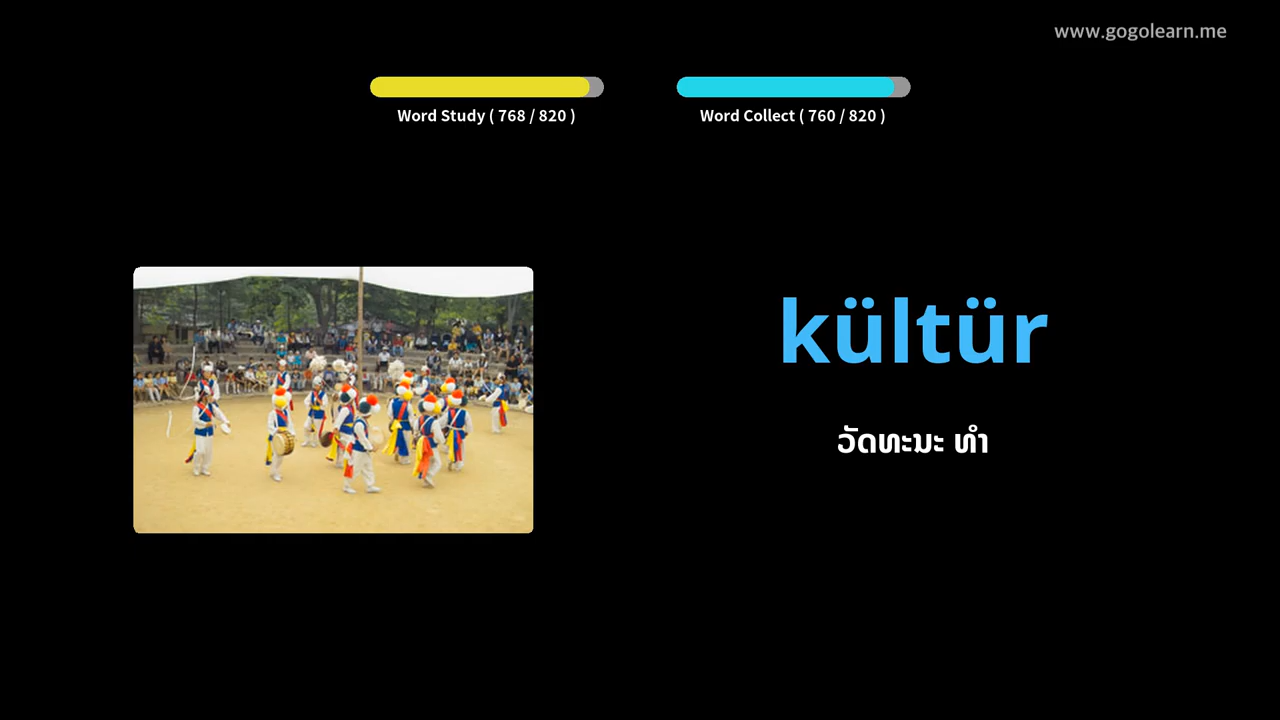 www.gogolearn.me
Word Study ( 768 / 820 )
Word Collect ( 760 / 820 )
kültür
ວັດທະນະ ທຳ